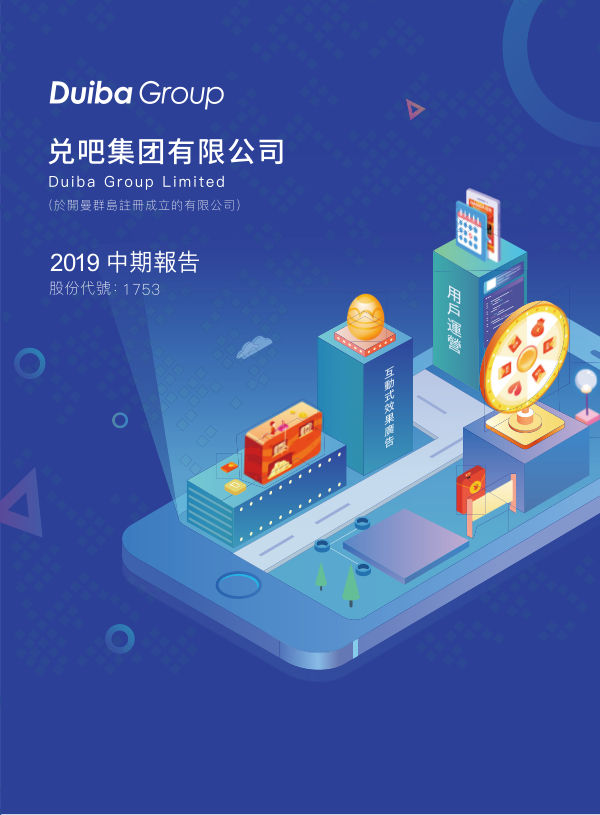 Duiba Group
兑吧集团有限公司
Duiba Group Limited
(於開曼群島註冊成立的有限公司)
2019 中期報告
股份代號：1753
用戶運營
互動式效果廣告